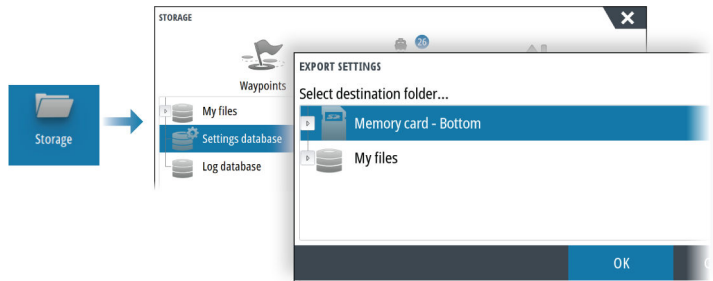 STORAGE
26
Waypoints
Storage
My files
Settings database
Log database
EXPORT SETTINGS
Select destination folder...
Memory card - Bottom
My files
OK